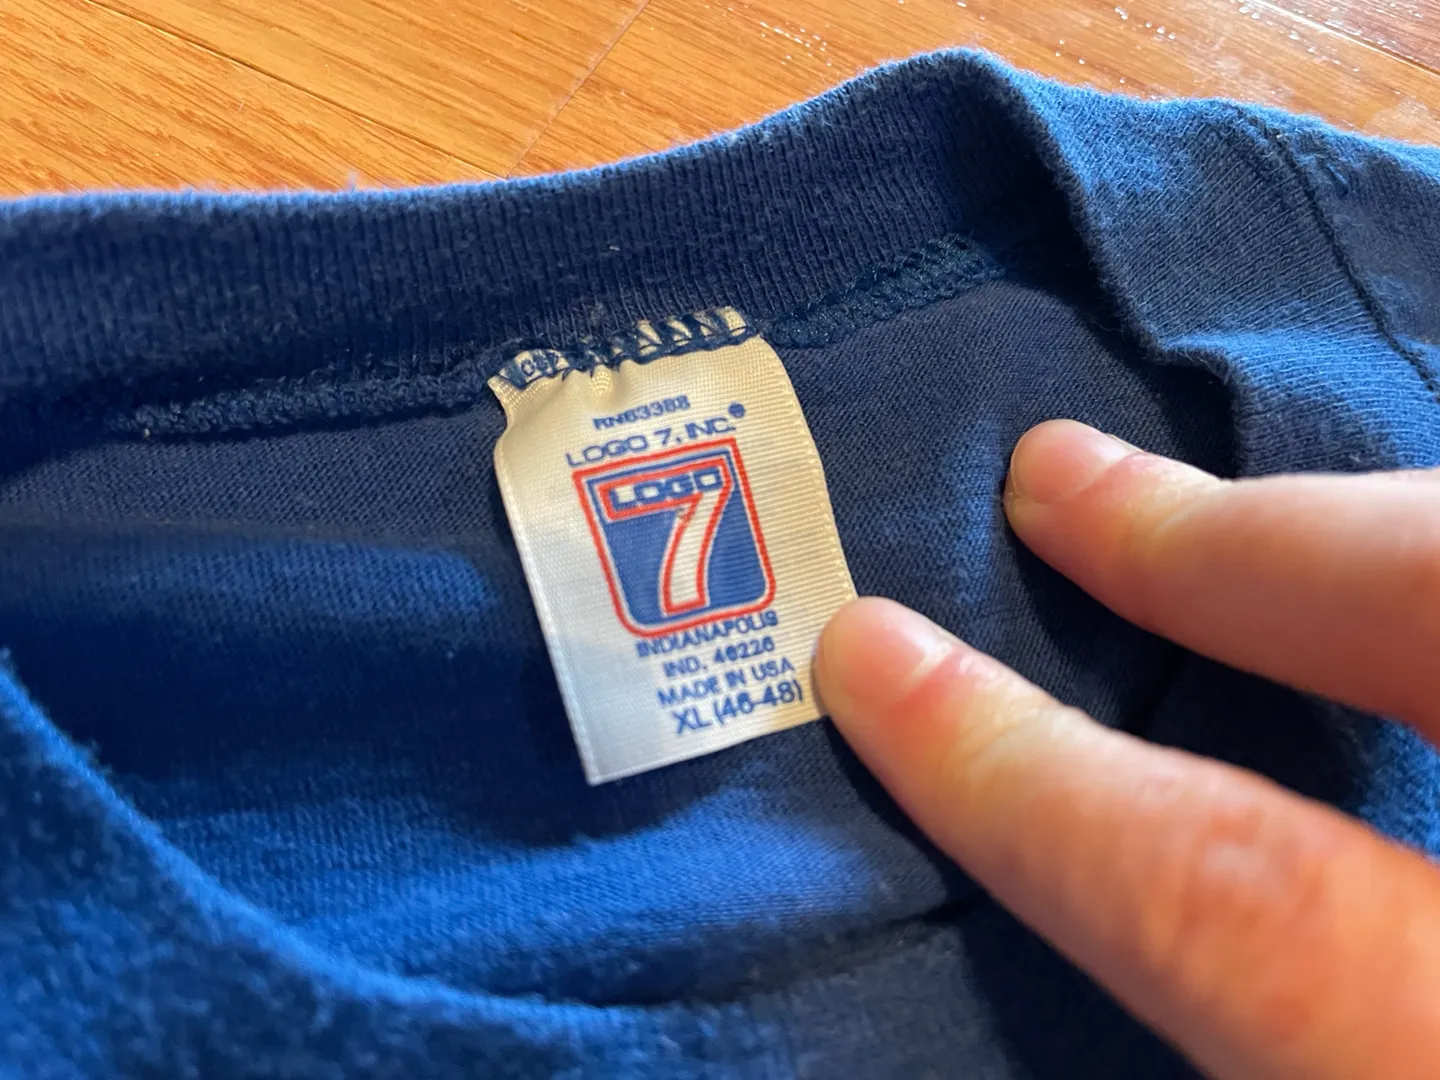 RN63388
LOGO 7, INC.®
LOGO
7
INDIANAPOLIS
IND. 46226
MADE IN USA
XL (46-48)